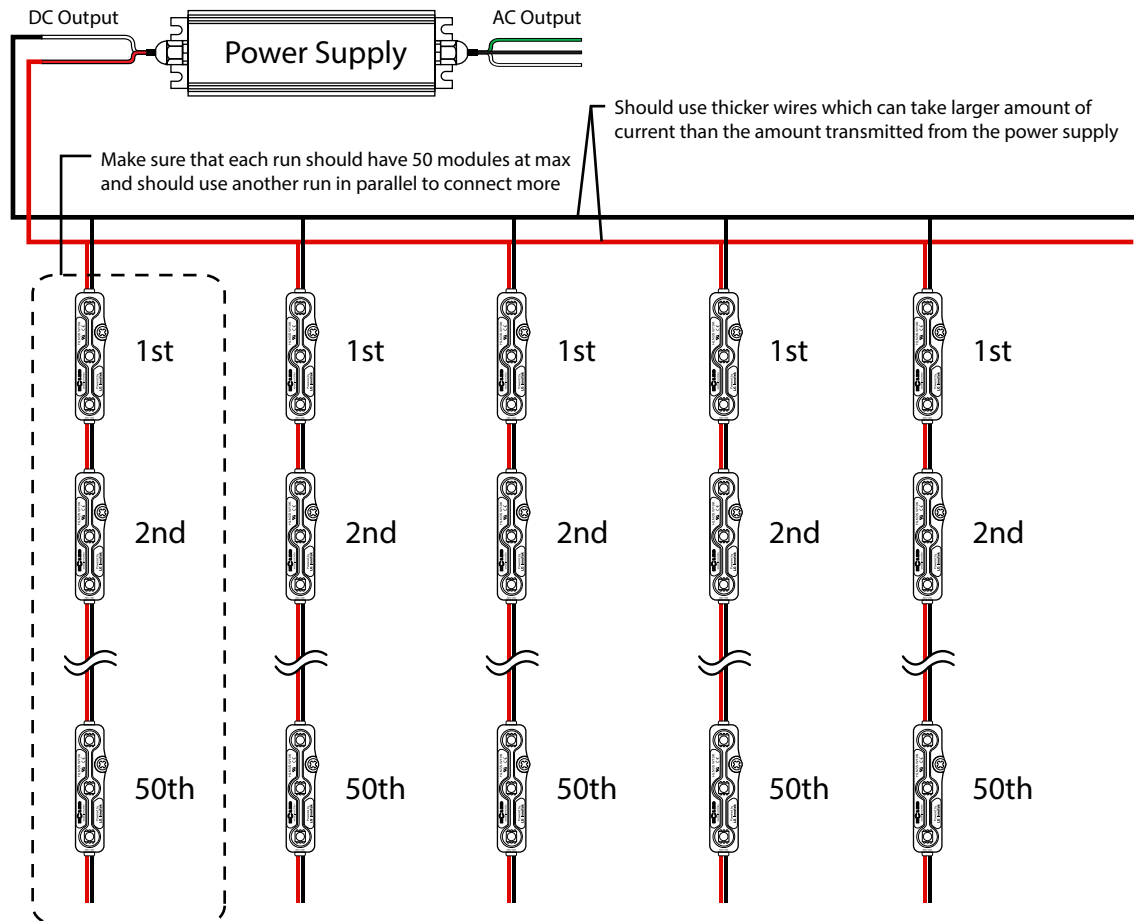 DC Output
AC Output
Power Supply
Should use thicker wires which can take larger amount of
current than the amount transmitted from the power supply
Make sure that each run should have 50 modules at max
and should use another run in parallel to connect more
1st
1st
1st
1st
1st
2nd
2nd
2nd
2nd
2nd
50th
50th
50th
50th
50th